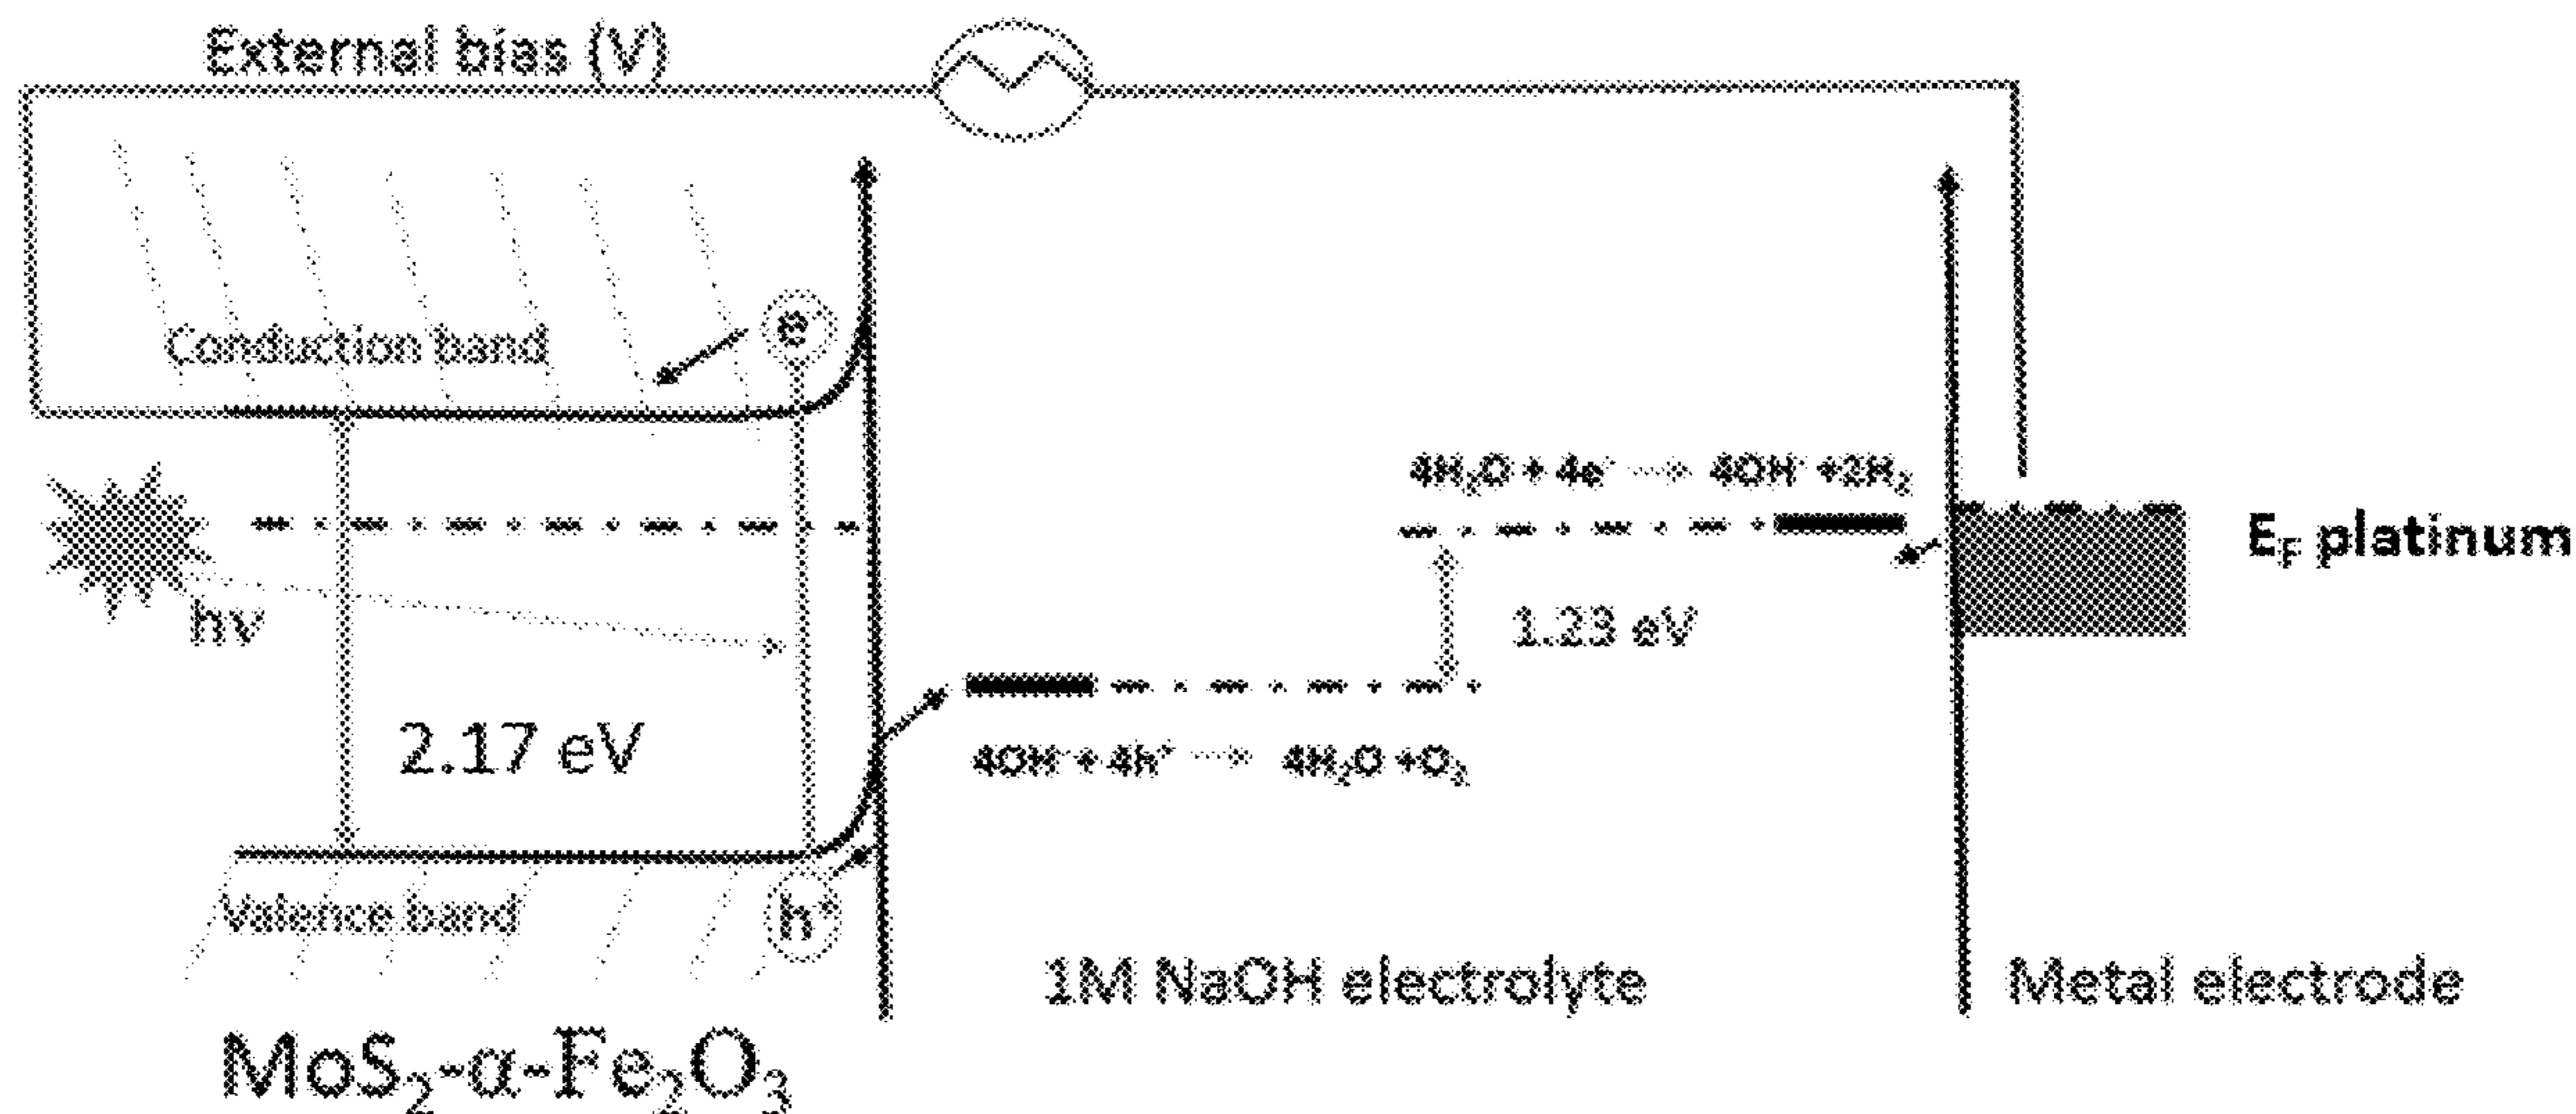 External bias (V)
Conduction band
e⁻
4H₂O + 4e⁻ → 4OH⁻ +2H₂
E_F platinum
hν
1.23 eV
2.17 eV
4OH⁻ + 4h⁺ → 4H₂O +O₂
Valence band
h⁺
1M NaOH electrolyte
Metal electrode
MoS₂-α-Fe₂O₃